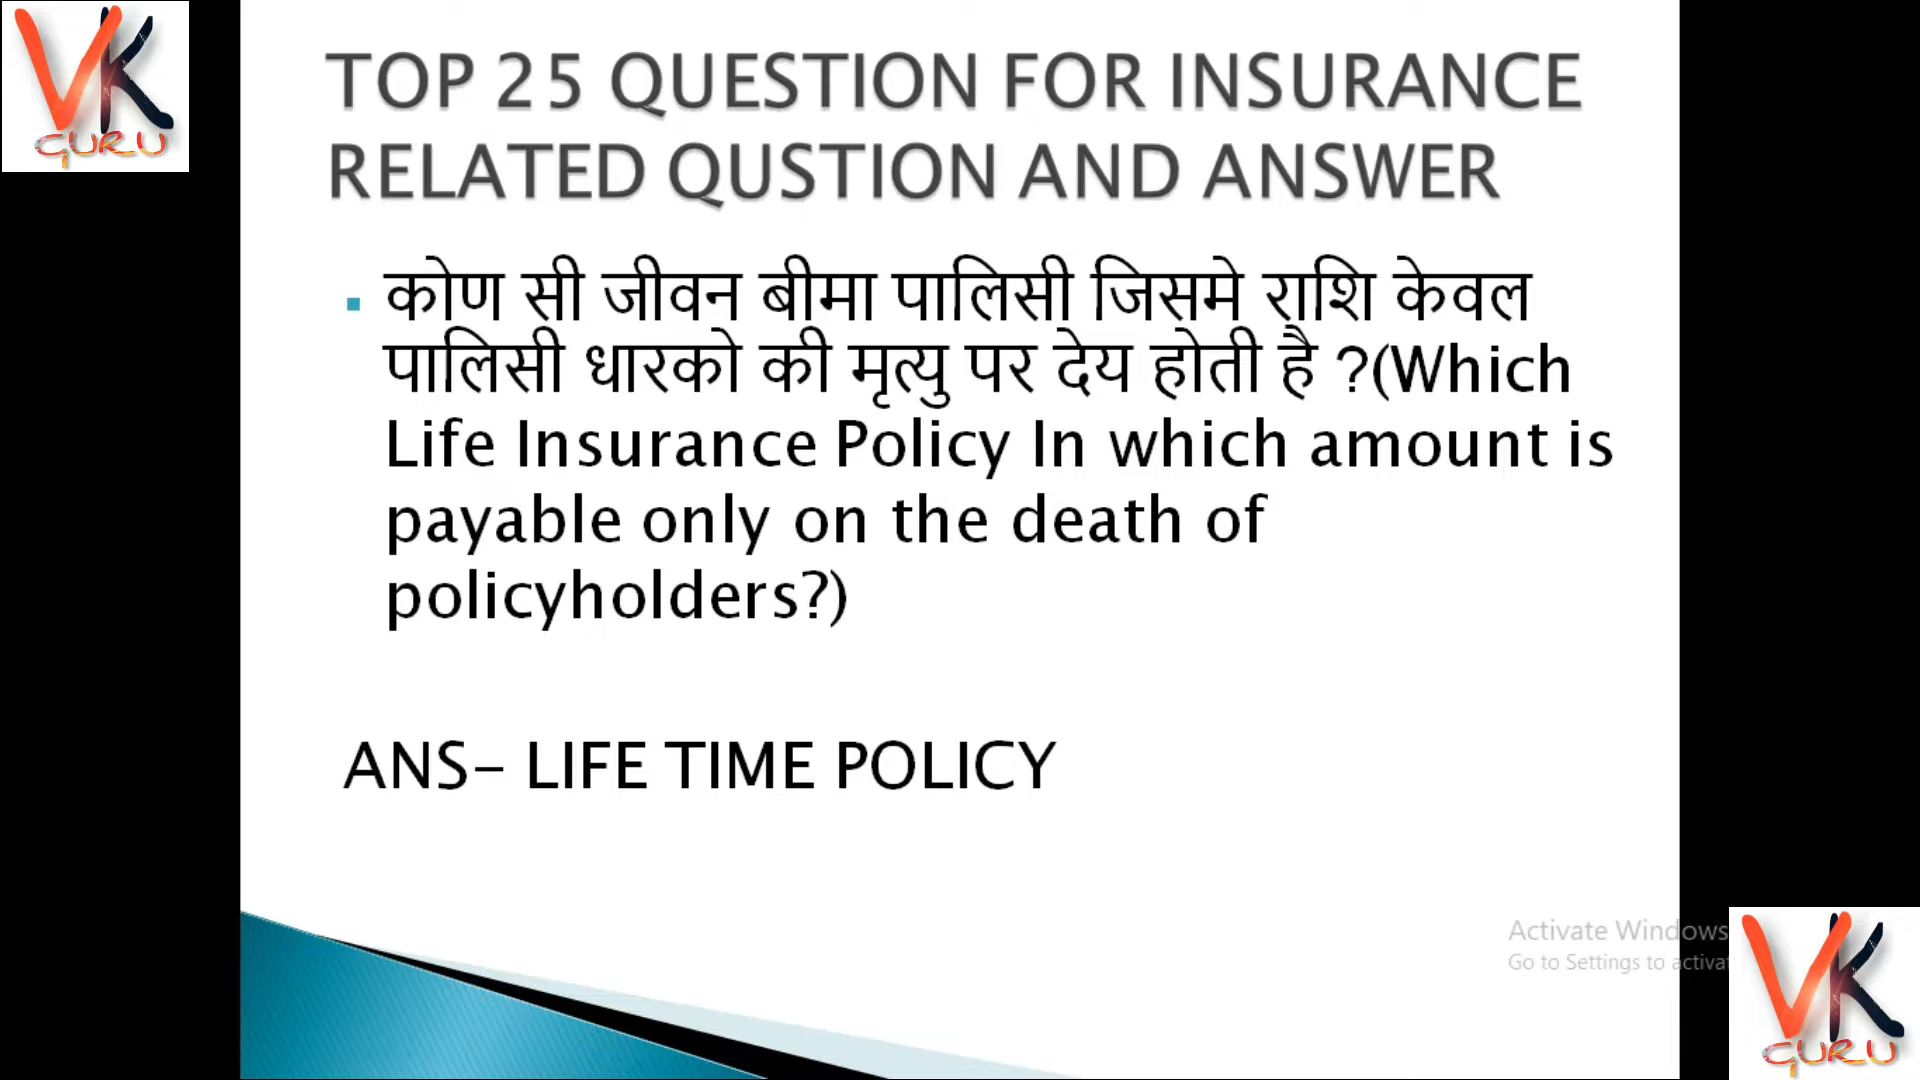 VK
GURU
TOP 25 QUESTION FOR INSURANCE
RELATED QUSTION AND ANSWER
कोण सी जीवन बीमा पालिसी जिसमे राशि केवल
पालिसी धारको की मृत्यु पर देय होती है ?(Which
Life Insurance Policy In which amount is
payable only on the death of
policyholders?)
ANS- LIFE TIME POLICY
Activate Windows
Go to Settings to
VK
GURU